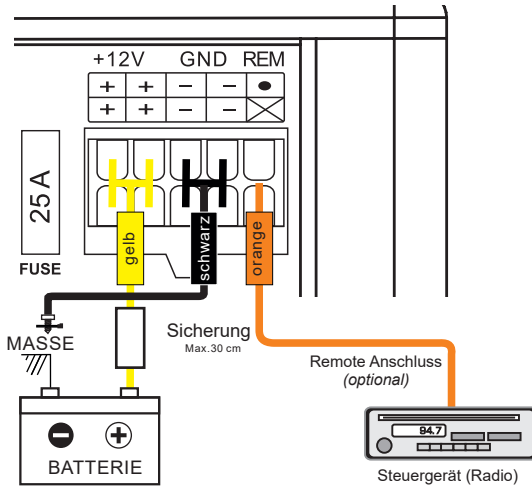 +12V GND REM
+ + − − ●
+ + − −
25A
FUSE
gelb
schwarz
orange
MASSE
Sicherung
Max.30 cm
Remote Anschluss
(optional)
94.7
BATTERIE
Steuergerät (Radio)